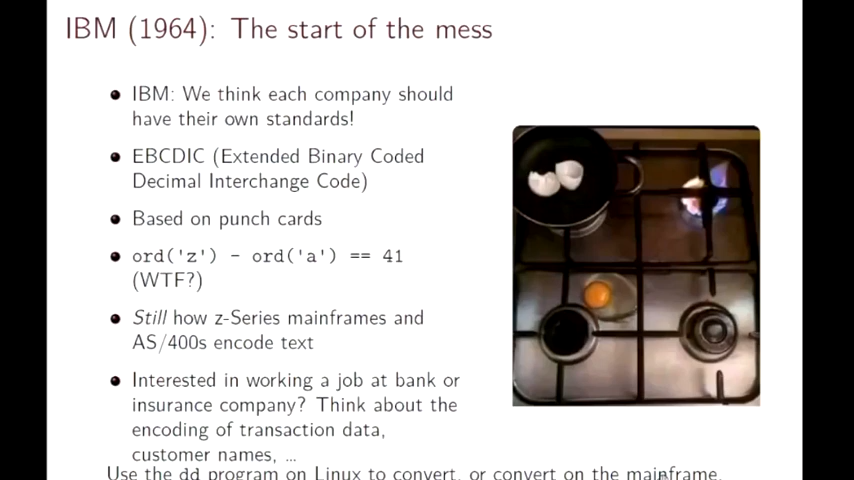 IBM (1964): The start of the mess
IBM: We think each company should
have their own standards!
EBCDIC (Extended Binary Coded
Decimal Interchange Code)
Based on punch cards
ord('z') - ord('a') == 41
(WTF?)
Still how z-Series mainframes and
AS/400s encode text
Interested in working a job at bank or
insurance company? Think about the
encoding of transaction data,
customer names, ...
Use the dd program on Linux to convert, or convert on the mainframe.